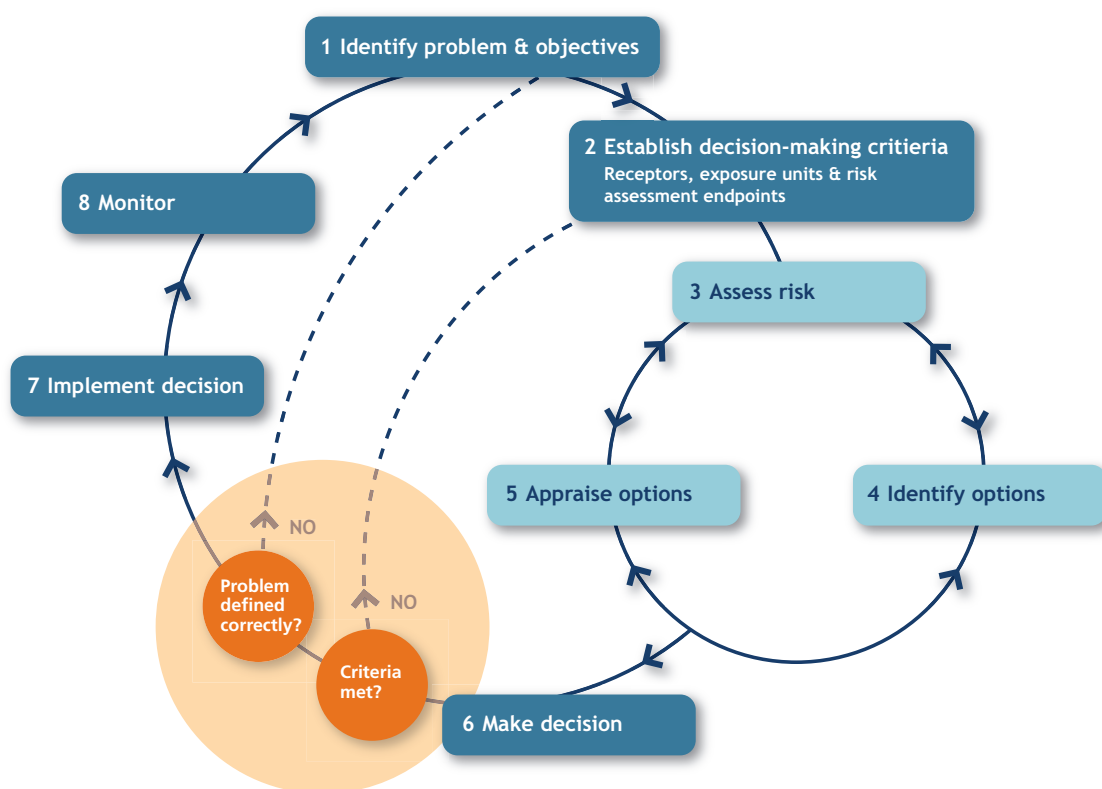 1 Identify problem & objectives
2 Establish decision-making critieria
Receptors, exposure units & risk
assessment endpoints
3 Assess risk
4 Identify options
5 Appraise options
6 Make decision
Criteria
met?
NO
Problem
defined
correctly?
NO
7 Implement decision
8 Monitor